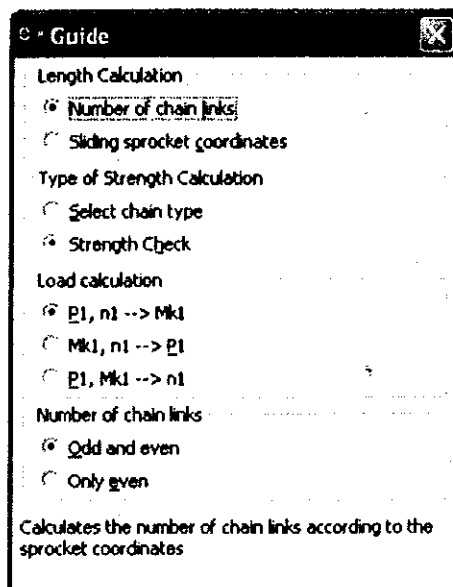 Guide
Length Calculation
Number of chain links
Sliding sprocket coordinates
Type of Strength Calculation
Select chain type
Strength Check
Load calculation
P1, n1 --> Mk1
Mk1, n1 --> P1
P1, Mk1 --> n1
Number of chain links
Odd and even
Only even
Calculates the number of chain links according to the
sprocket coordinates